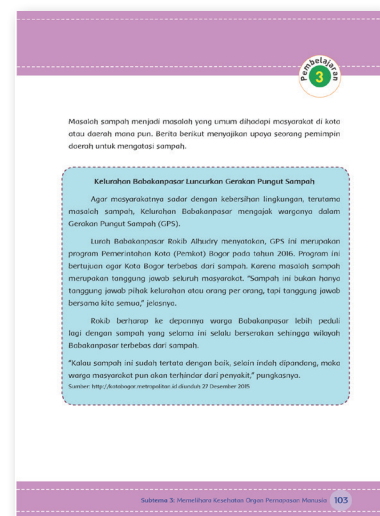 Pembelajaran
3
Masalah sampah menjadi masalah yang umum dihadapi masyarakat di kota
atau daerah mana pun. Berita berikut menyajikan upaya seorang pemimpin
daerah untuk mengatasi sampah.
Kelurahan Babakanpasar Luncurkan Gerakan Pungut Sampah
Agar masyarakatnya sadar dengan kebersihan lingkungan, terutama
masalah sampah, Kelurahan Babakanpasar mengajak warganya dalam
Gerakan Pungut Sampah (GPS).
Lurah Babakanpasar Rokib Alhudry menyatakan, GPS ini merupakan
program Pemerintahan Kota (Pemkot) Bogor pada tahun 2016. Program ini
bertujuan agar Kota Bogor terbebas dari sampah. Karena masalah sampah
merupakan tanggung jawab seluruh masyarakat. “Sampah ini bukan hanya
tanggung jawab pihak kelurahan atau orang per orang, tapi tanggung jawab
bersama kita semua,” jelasnya.
Rokib berharap ke depannya warga Babakanpasar lebih peduli
lagi dengan sampah yang selama ini selalu berserakan sehingga wilayah
Babakanpasar terbebas dari sampah.
“Kalau sampah ini sudah tertata dengan baik, selain indah dipandang, maka
warga masyarakat pun akan terhindar dari penyakit,” pungkasnya.
Sumber: http://kotabogor.metropolitan.id diunduh 27 Desember 2015
Subtema 3: Memelihara Kesehatan Organ Pernapasan Manusia 103